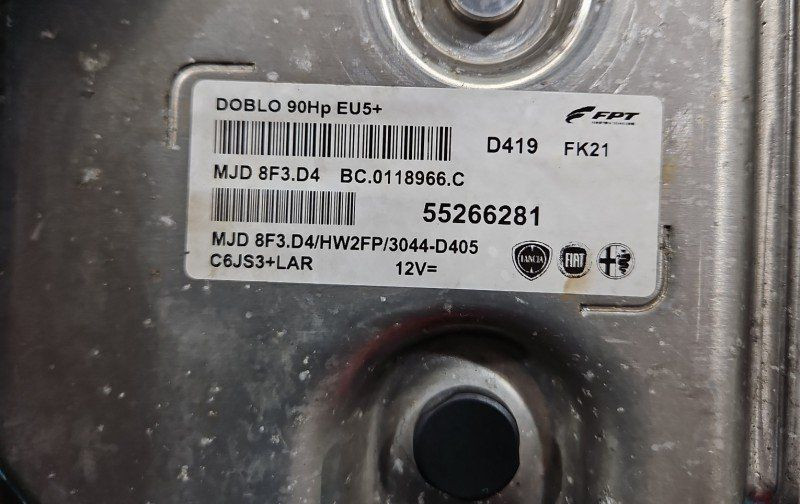 DOBLO 90Hp EU5+
FPT
D419 FK21
MJD 8F3.D4 BC.0118966.C
55266281
MJD 8F3.D4/HW2FP/3044-D405
C6JS3+LAR 12V=
LANCIA FIAT